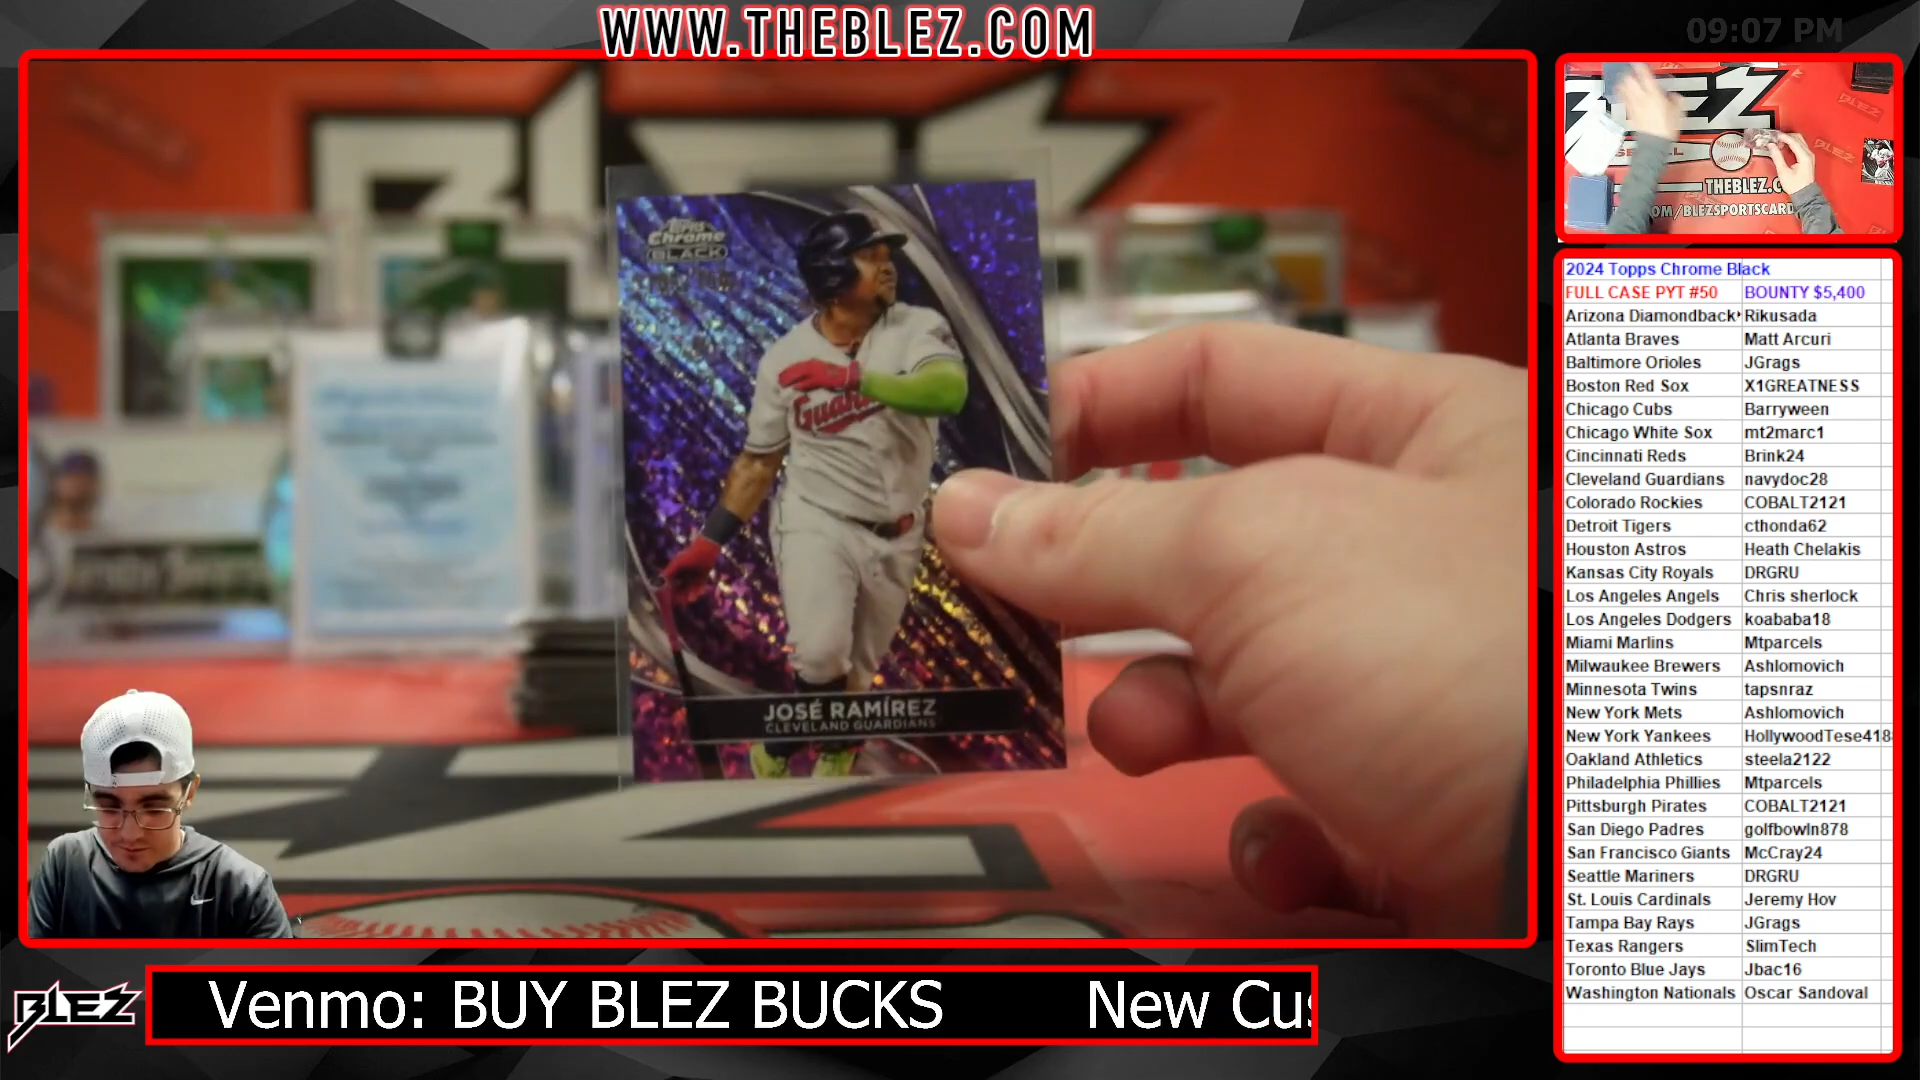 WWW.THEBLEZ.COM
09:07 PM
BLEZ
THEBLEZ.C
OM/BLEZSPORTSCARD
Topps
Chrome
BLACK
JOSÉ RAMÍREZ
CLEVELAND GUARDIANS
2024 Topps Chrome Black
FULL CASE PYT #50 BOUNTY $5,400
Arizona Diamondback Rikusada
Atlanta Braves Matt Arcuri
Baltimore Orioles JGrags
Boston Red Sox X1GREATNESS
Chicago Cubs Barryween
Chicago White Sox mt2marc1
Cincinnati Reds Brink24
Cleveland Guardians navydoc28
Colorado Rockies COBALT2121
Detroit Tigers cthonda62
Houston Astros Heath Chelakis
Kansas City Royals DRGRU
Los Angeles Angels Chris sherlock
Los Angeles Dodgers koababa18
Miami Marlins Mtparcels
Milwaukee Brewers Ashlomovich
Minnesota Twins tapsnraz
New York Mets Ashlomovich
New York Yankees HollywoodTese418
Oakland Athletics steela2122
Philadelphia Phillies Mtparcels
Pittsburgh Pirates COBALT2121
San Diego Padres golfbowln878
San Francisco Giants McCray24
Seattle Mariners DRGRU
St. Louis Cardinals Jeremy Hov
Tampa Bay Rays JGrags
Texas Rangers SlimTech
Toronto Blue Jays Jbac16
Washington Nationals Oscar Sandoval
BLEZ
Venmo: BUY BLEZ BUCKS New Cus